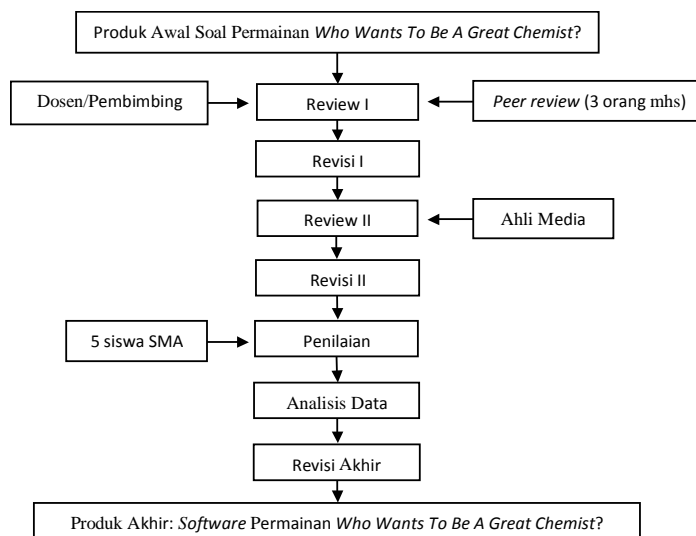 Produk Awal Soal Permainan Who Wants To Be A Great Chemist?
Dosen/Pembimbing
Review I
Peer review (3 orang mhs)
Revisi I
Review II
Ahli Media
Revisi II
5 siswa SMA
Penilaian
Analisis Data
Revisi Akhir
Produk Akhir: Software Permainan Who Wants To Be A Great Chemist?